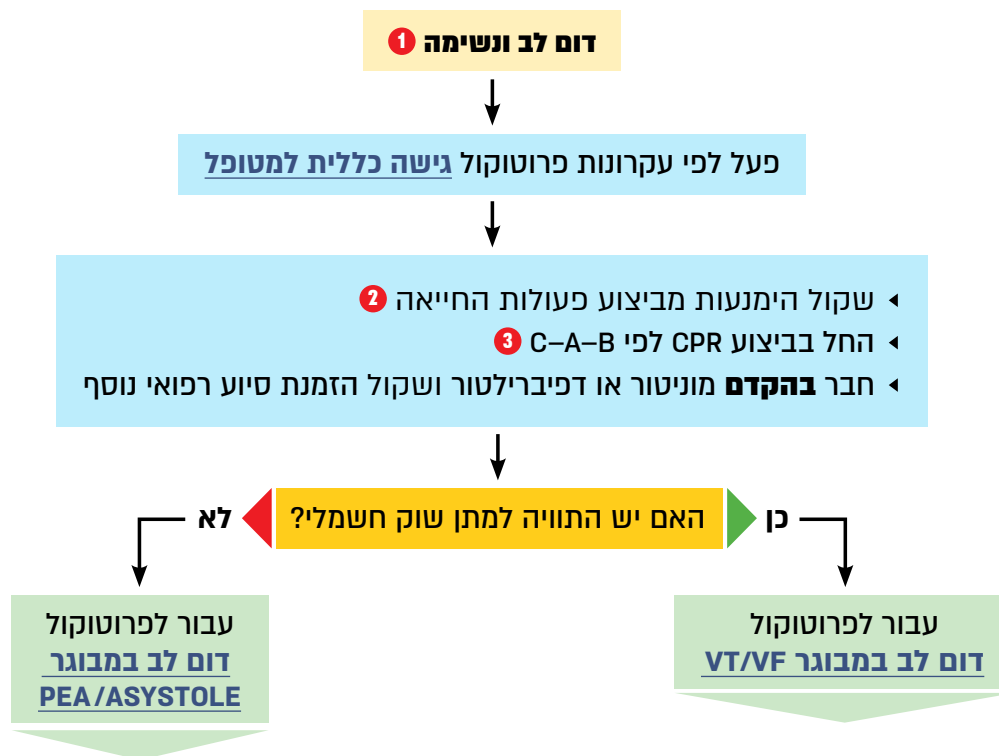 דום לב ונשימה 1
פעל לפי עקרונות פרוטוקול גישה כללית למטופל
שקול הימנעות מביצוע פעולות החייאה 2
החל בביצוע CPR לפי C–A–B 3
חבר בהקדם מוניטור או דפיברילטור ושקול הזמנת סיוע רפואי נוסף
האם יש התוויה למתן שוק חשמלי?
כן
לא
עבור לפרוטוקול
דום לב במבוגר VT/VF
עבור לפרוטוקול
דום לב במבוגר
PEA/ASYSTOLE